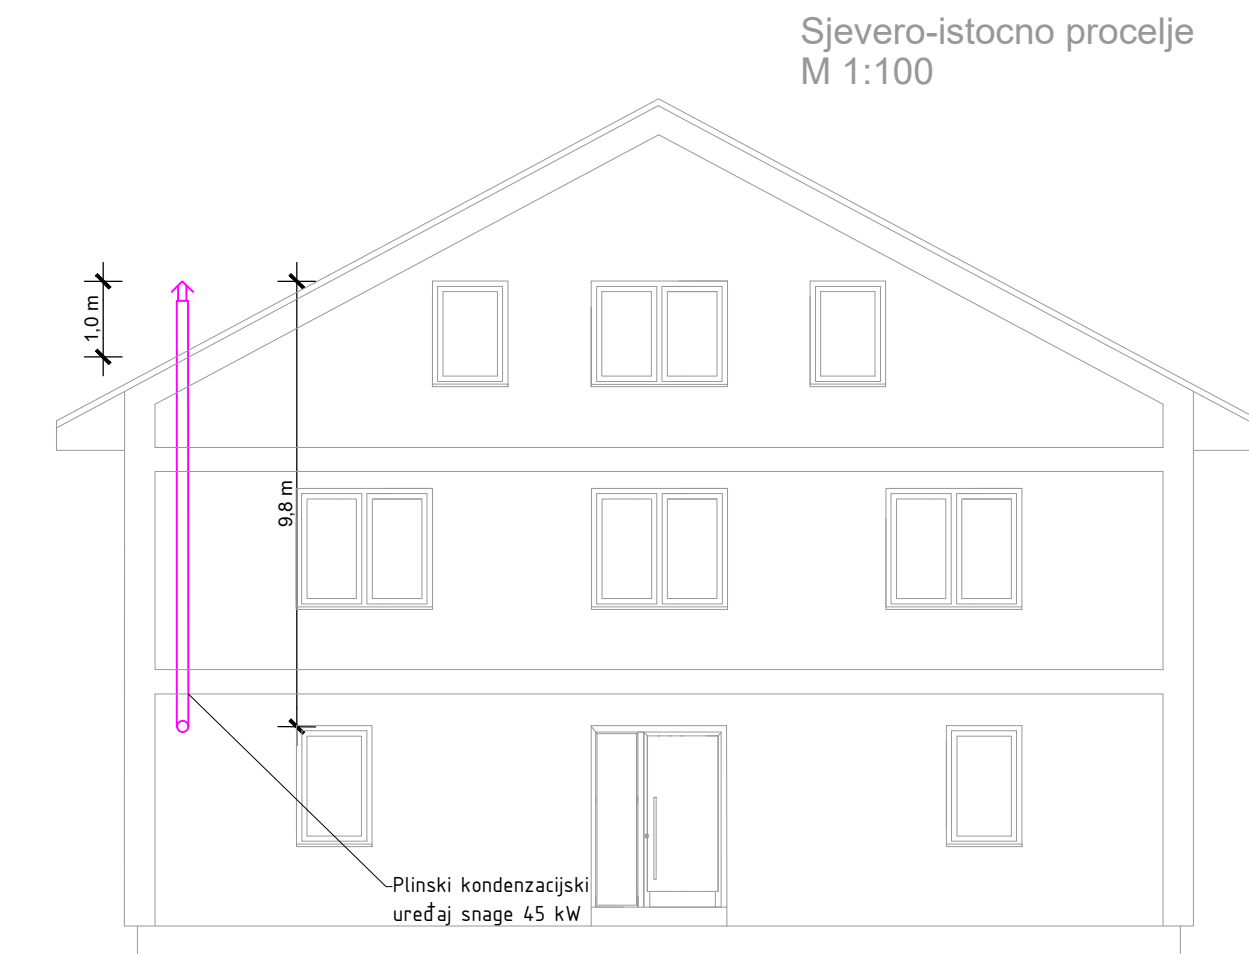 Sjevero-istocno procelje
M 1:100
1,0 m
9,8 m
Plinski kondenzacijski
uređaj snage 45 kW